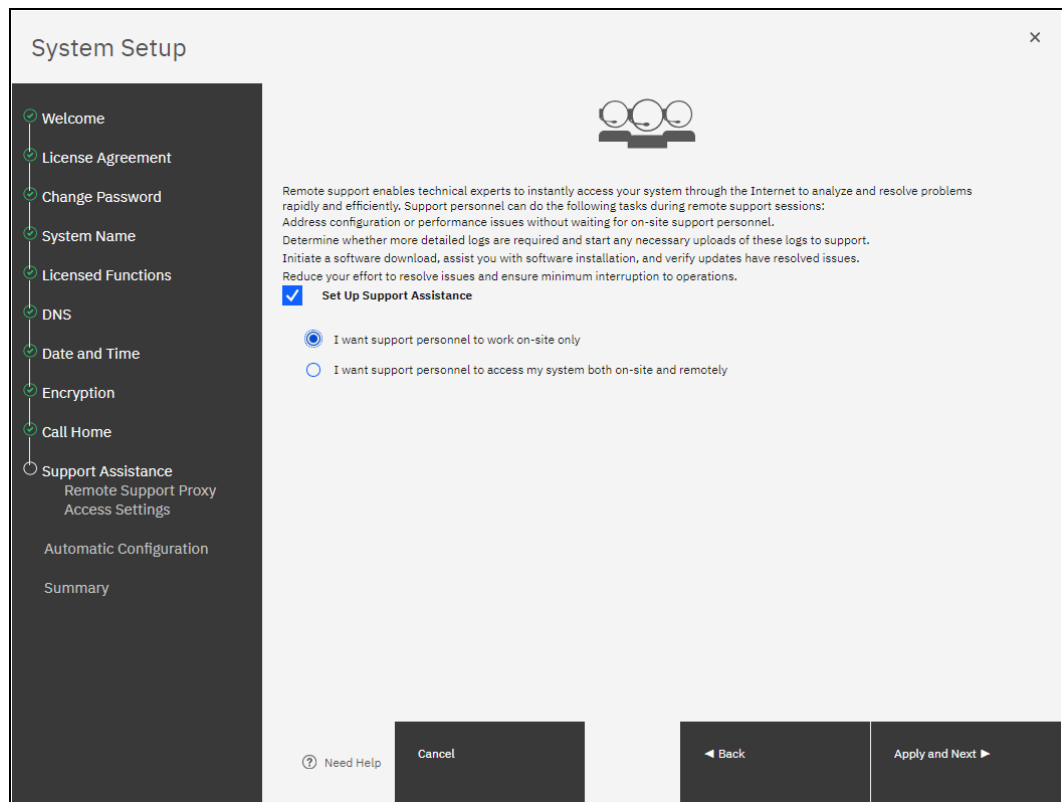 System Setup
Welcome
License Agreement
Change Password
System Name
Licensed Functions
DNS
Date and Time
Encryption
Call Home
Support Assistance
Remote Support Proxy
Access Settings
Automatic Configuration
Summary
Remote support enables technical experts to instantly access your system through the Internet to analyze and resolve problems
rapidly and efficiently. Support personnel can do the following tasks during remote support sessions:
Address configuration or performance issues without waiting for on-site support personnel.
Determine whether more detailed logs are required and start any necessary uploads of these logs to support.
Initiate a software download, assist you with software installation, and verify updates have resolved issues.
Reduce your effort to resolve issues and ensure minimum interruption to operations.
Set Up Support Assistance
I want support personnel to work on-site only
I want support personnel to access my system both on-site and remotely
? Need Help
Cancel
◄ Back
Apply and Next ►